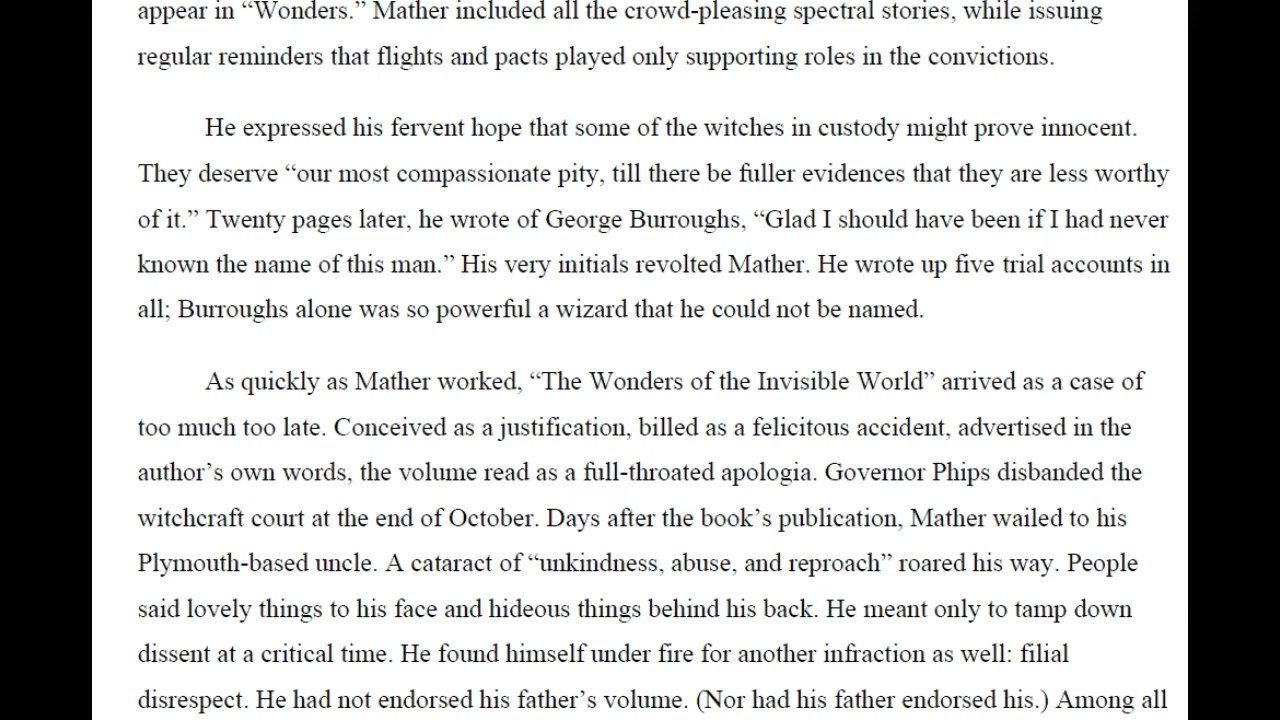 appear in “Wonders.” Mather included all the crowd-pleasing spectral stories, while issuing
regular reminders that flights and pacts played only supporting roles in the convictions.
He expressed his fervent hope that some of the witches in custody might prove innocent.
They deserve “our most compassionate pity, till there be fuller evidences that they are less worthy
of it.” Twenty pages later, he wrote of George Burroughs, “Glad I should have been if I had never
known the name of this man.” His very initials revolted Mather. He wrote up five trial accounts in
all; Burroughs alone was so powerful a wizard that he could not be named.
As quickly as Mather worked, “The Wonders of the Invisible World” arrived as a case of
too much too late. Conceived as a justification, billed as a felicitous accident, advertised in the
author’s own words, the volume read as a full-throated apologia. Governor Phips disbanded the
witchcraft court at the end of October. Days after the book’s publication, Mather wailed to his
Plymouth-based uncle. A cataract of “unkindness, abuse, and reproach” roared his way. People
said lovely things to his face and hideous things behind his back. He meant only to tamp down
dissent at a critical time. He found himself under fire for another infraction as well: filial
disrespect. He had not endorsed his father’s volume. (Nor had his father endorsed his.) Among all